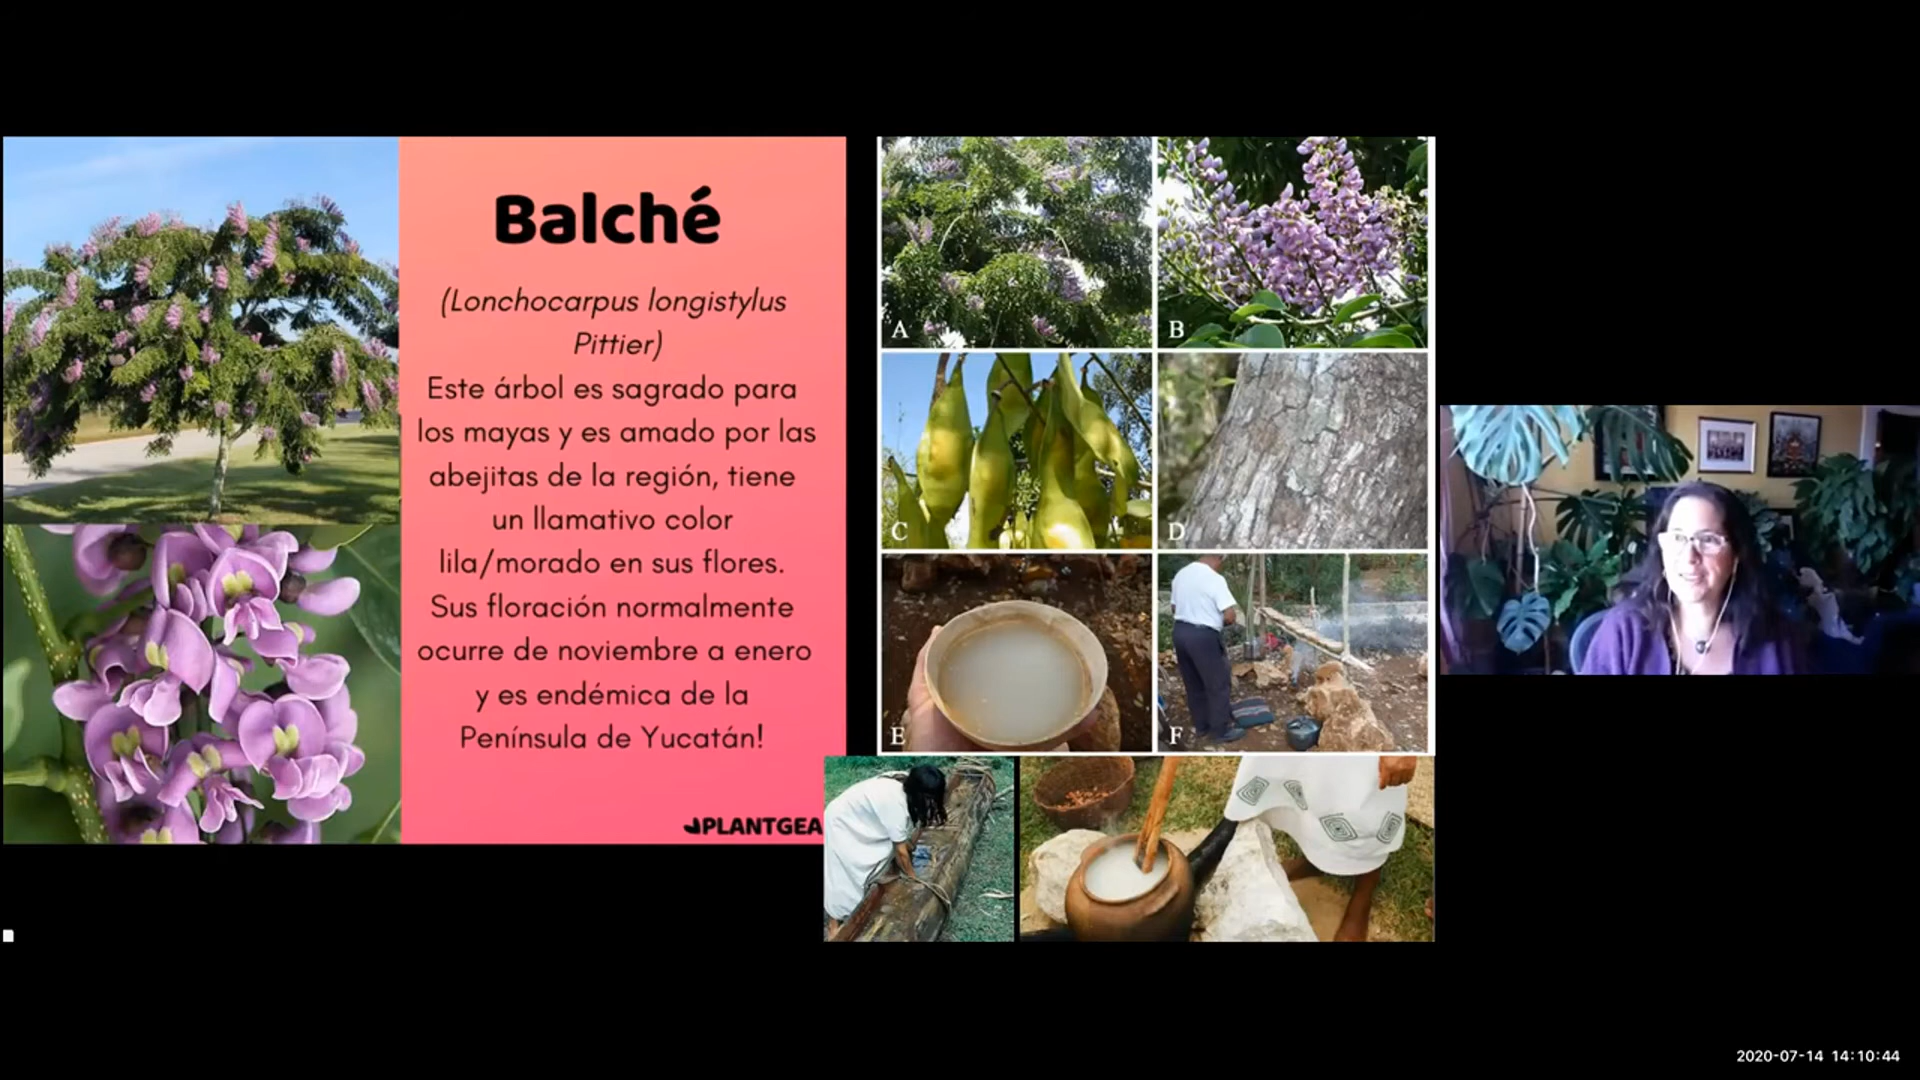 Balché
(Lonchocarpus longistylus
Pittier)
Este árbol es sagrado para
los mayas y es amado por las
abejitas de la región, tiene
un llamativo color
lila/morado en sus flores.
Sus floración normalmente
ocurre de noviembre a enero
y es endémica de la
Península de Yucatán!
PLANTGEA
A
B
C
D
E
F
2020-07-14 14:10:44